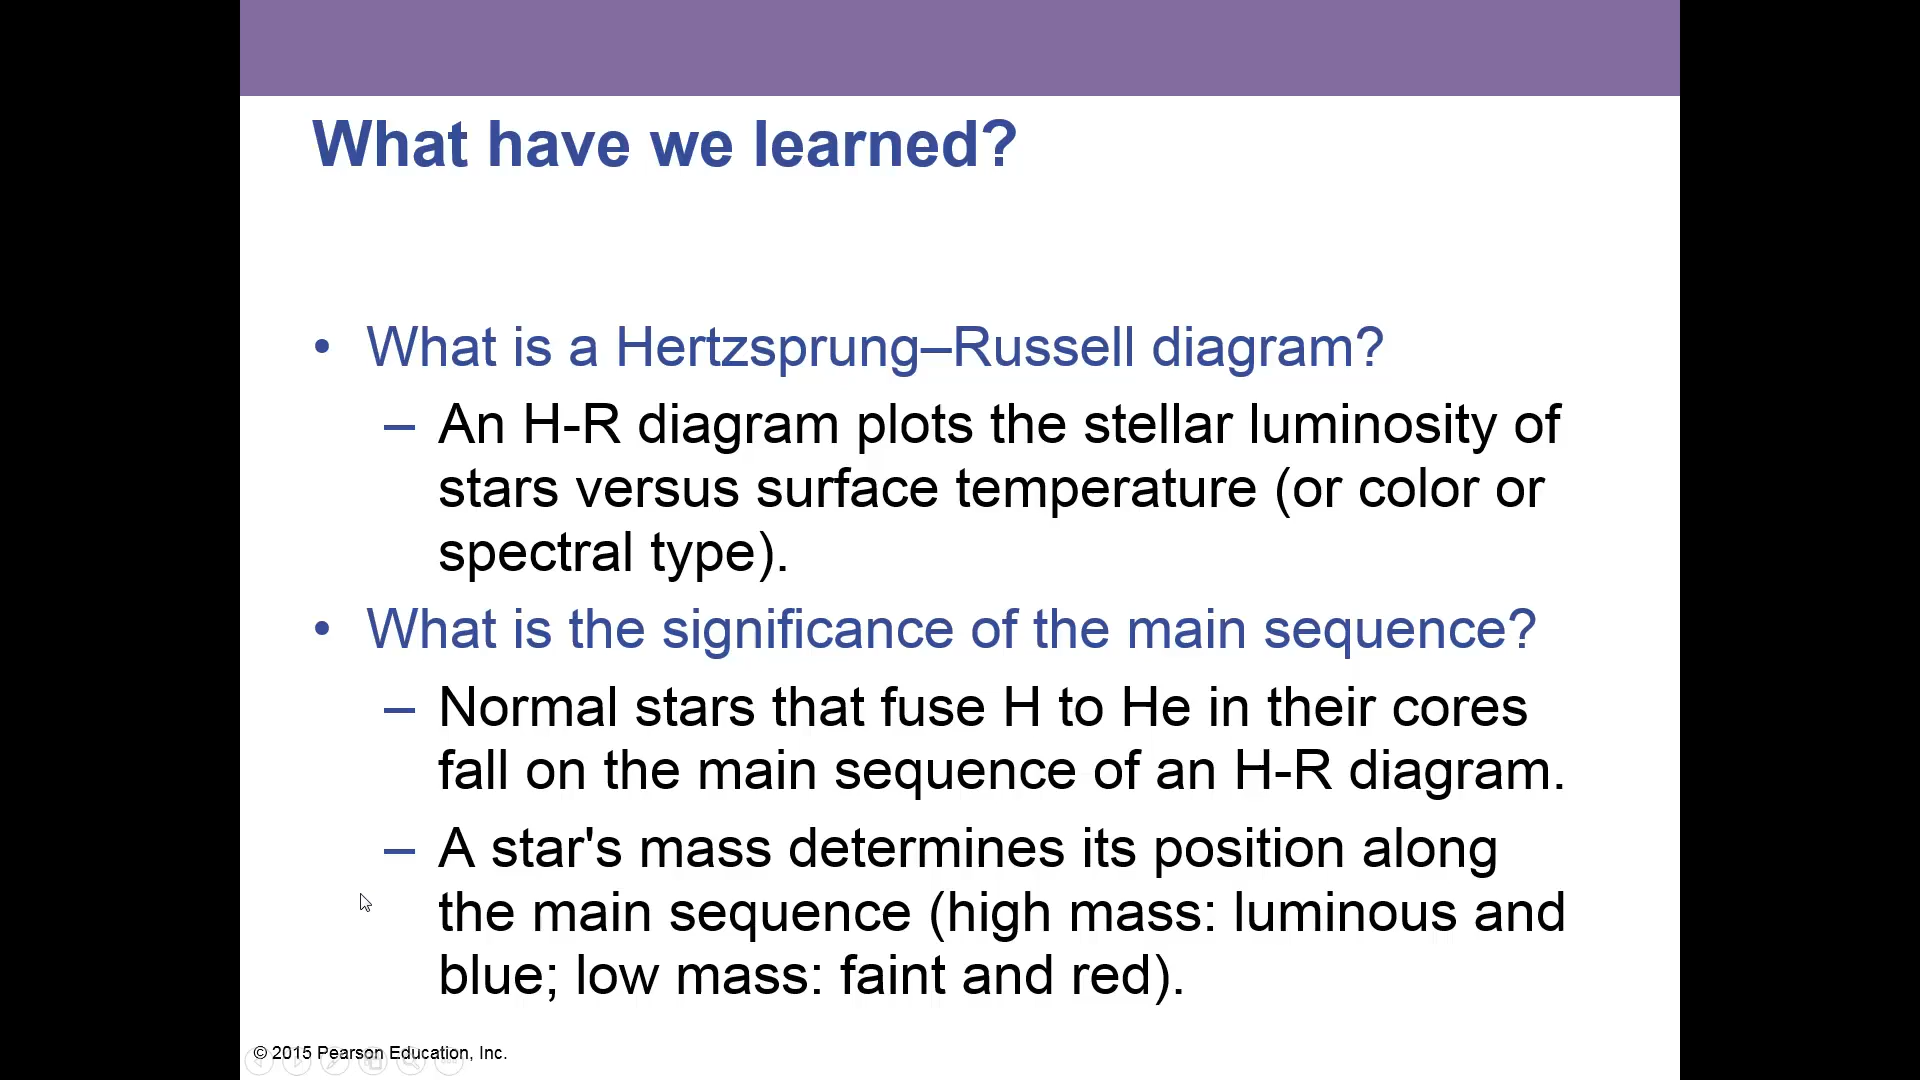 What have we learned?
• What is a Hertzsprung–Russell diagram?
– An H-R diagram plots the stellar luminosity of
stars versus surface temperature (or color or
spectral type).
• What is the significance of the main sequence?
– Normal stars that fuse H to He in their cores
fall on the main sequence of an H-R diagram.
– A star's mass determines its position along
the main sequence (high mass: luminous and
blue; low mass: faint and red).
© 2015 Pearson Education, Inc.